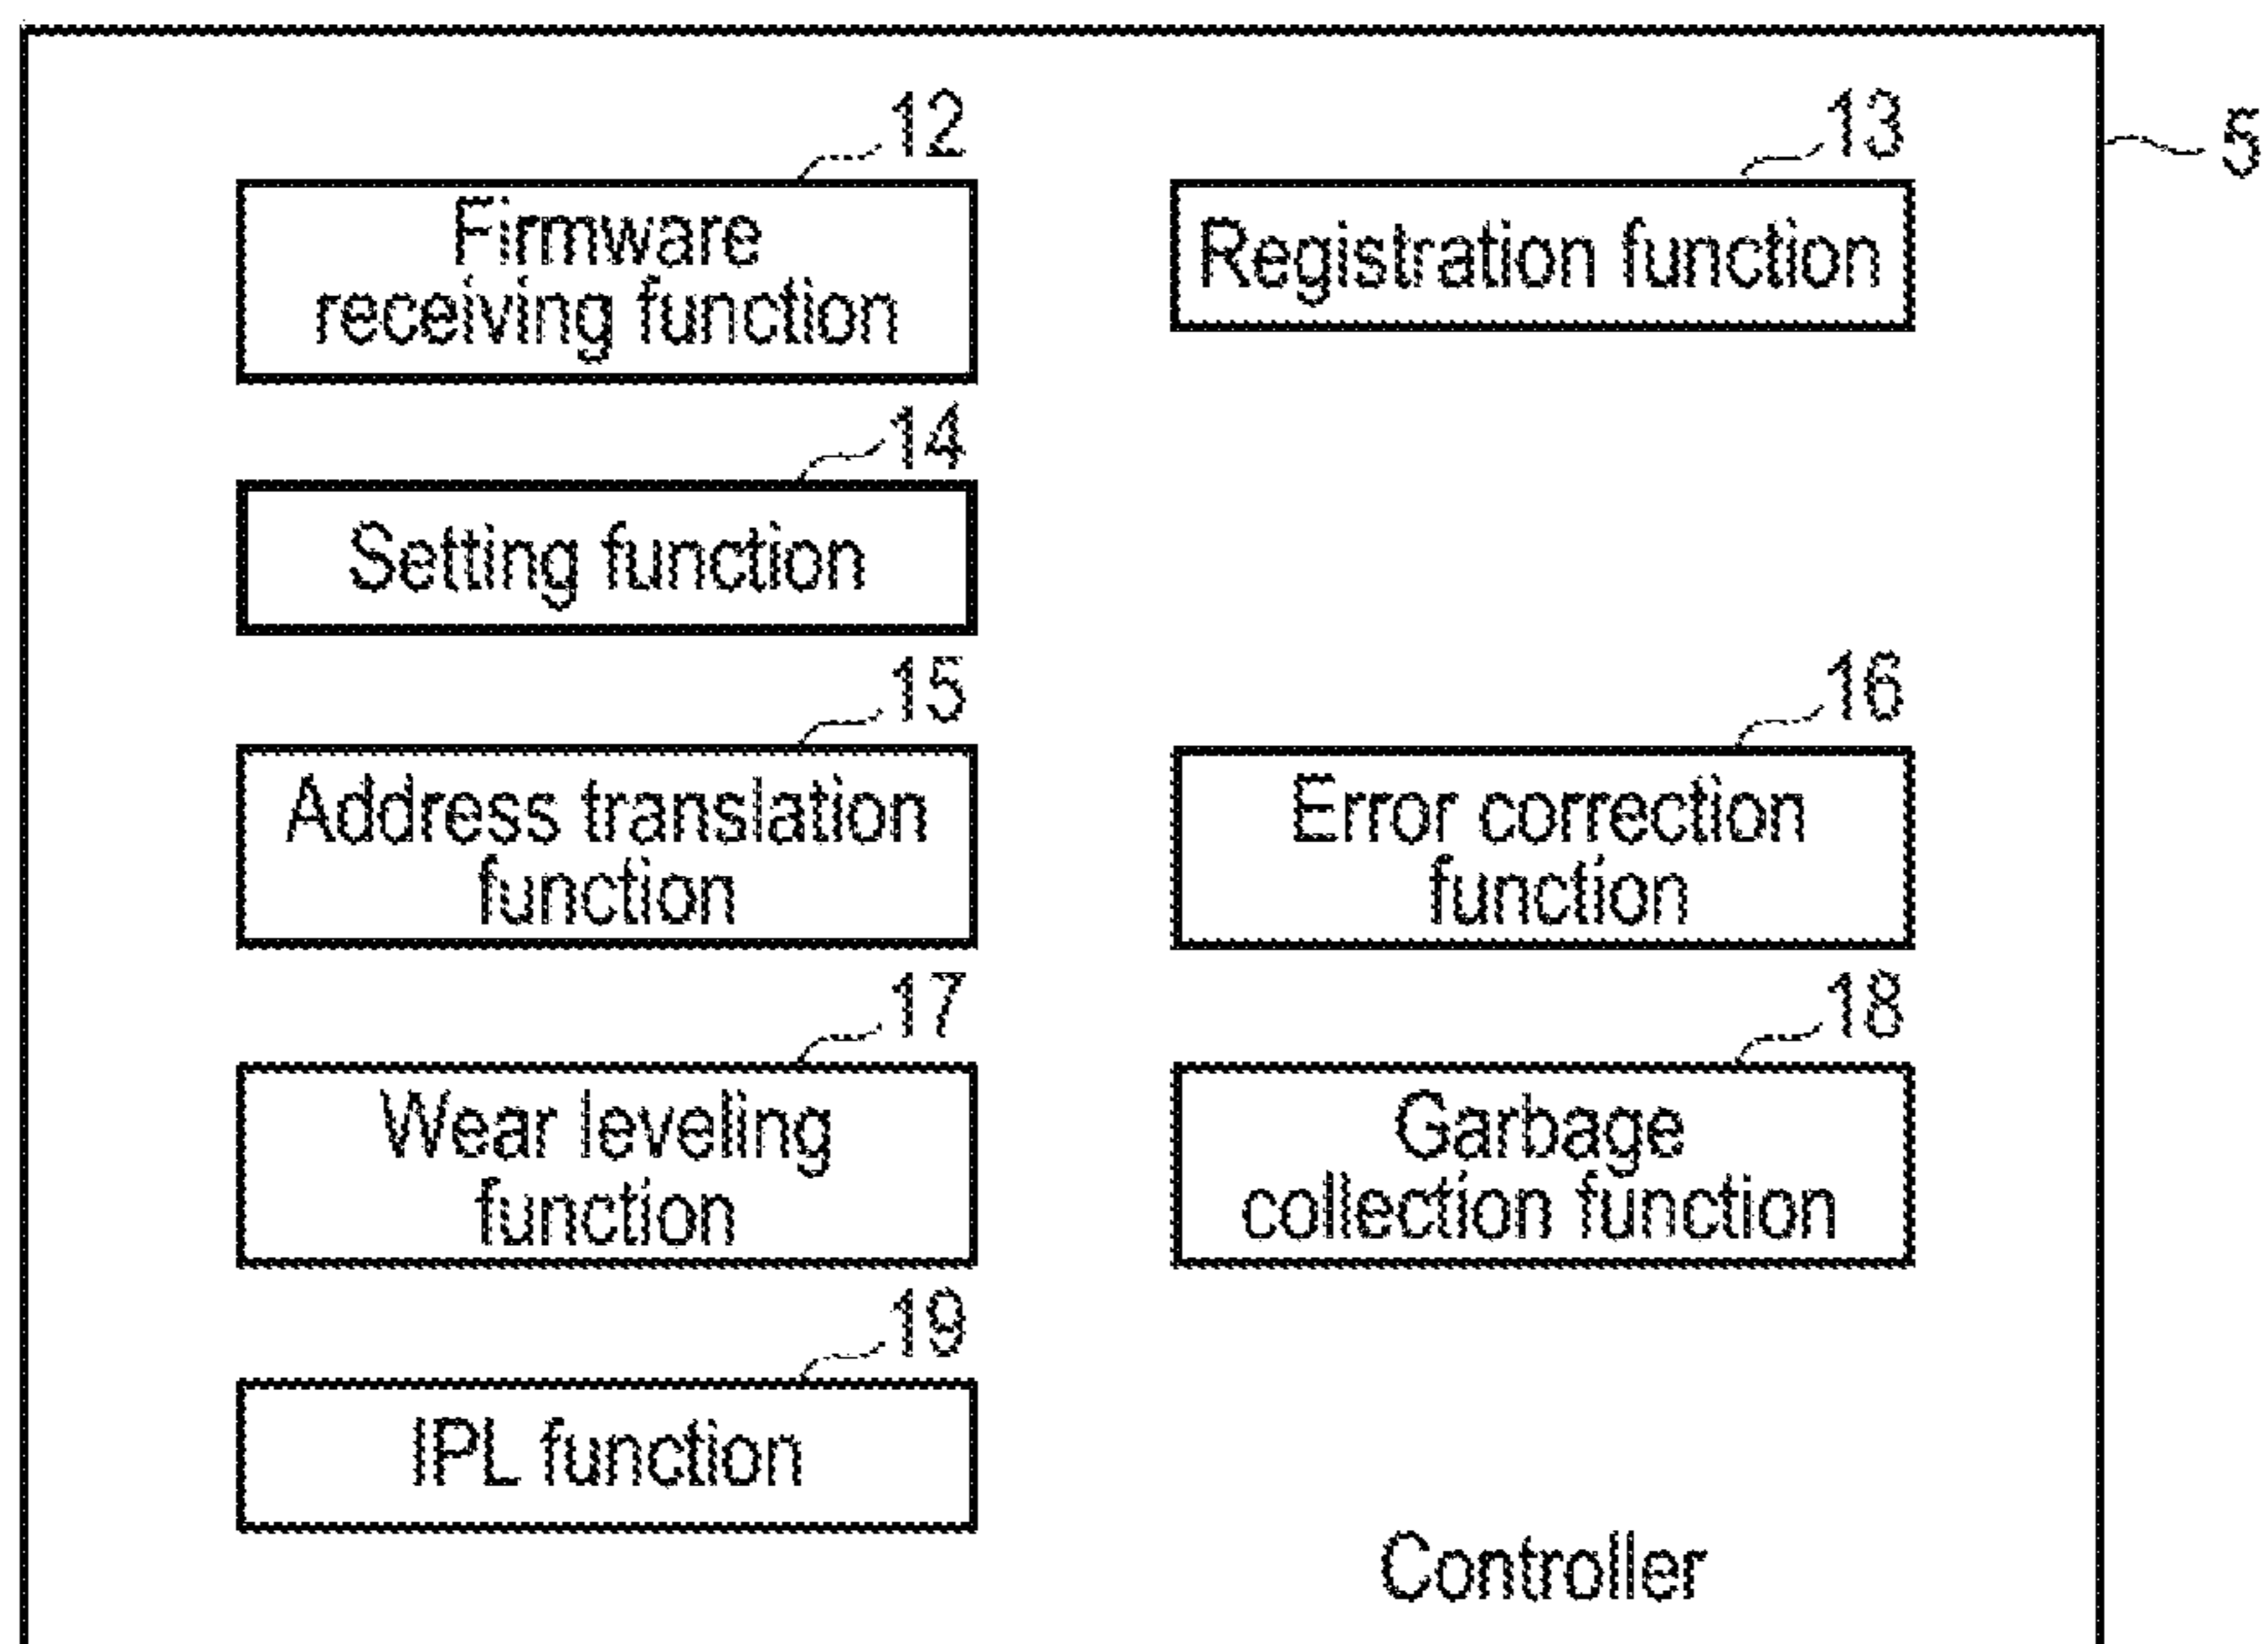 12
Firmware
receiving function
13
Registration function
5
14
Setting function
15
Address translation
function
16
Error correction
function
17
Wear leveling
function
18
Garbage
collection function
19
IPL function
Controller